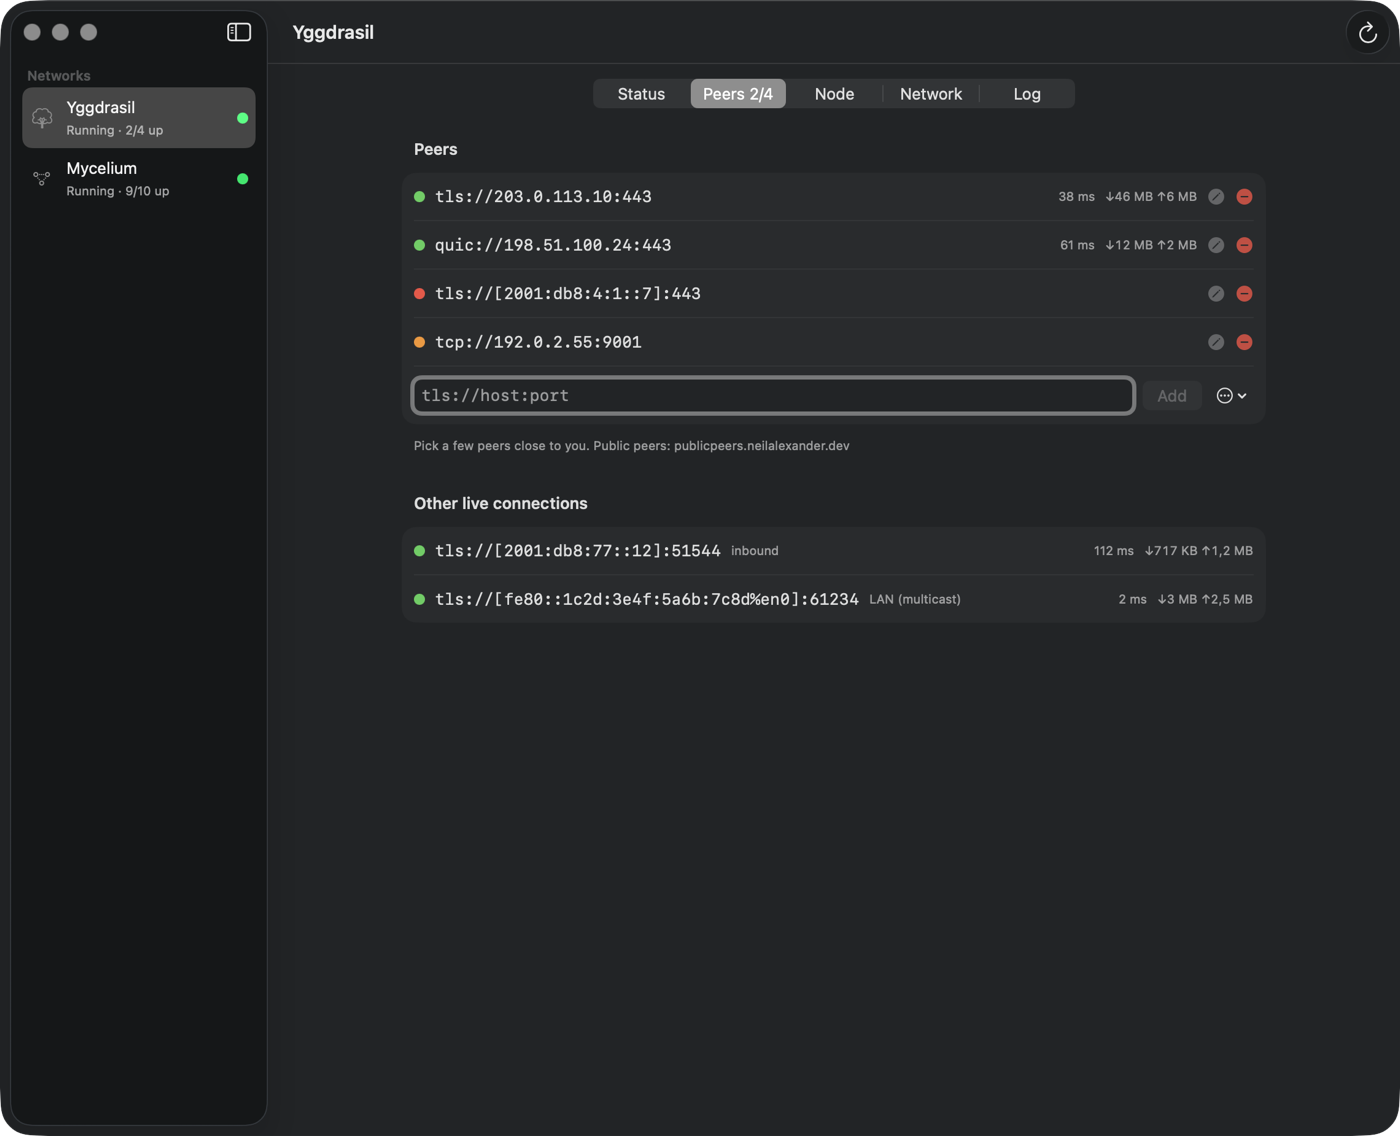 Yggdrasil
Networks
Yggdrasil
Running · 2/4 up
Mycelium
Running · 9/10 up
Status Peers 2/4 Node Network Log
Peers
tls://203.0.113.10:443 38 ms ↓46 MB ↑6 MB
quic://198.51.100.24:443 61 ms ↓12 MB ↑2 MB
tls://[2001:db8:4:1::7]:443
tcp://192.0.2.55:9001
tls://host:port Add
Pick a few peers close to you. Public peers: publicpeers.neilalexander.dev
Other live connections
tls://[2001:db8:77::12]:51544 inbound 112 ms ↓717 KB ↑1,2 MB
tls://[fe80::1c2d:3e4f:5a6b:7c8d%en0]:61234 LAN (multicast) 2 ms ↓3 MB ↑2,5 MB